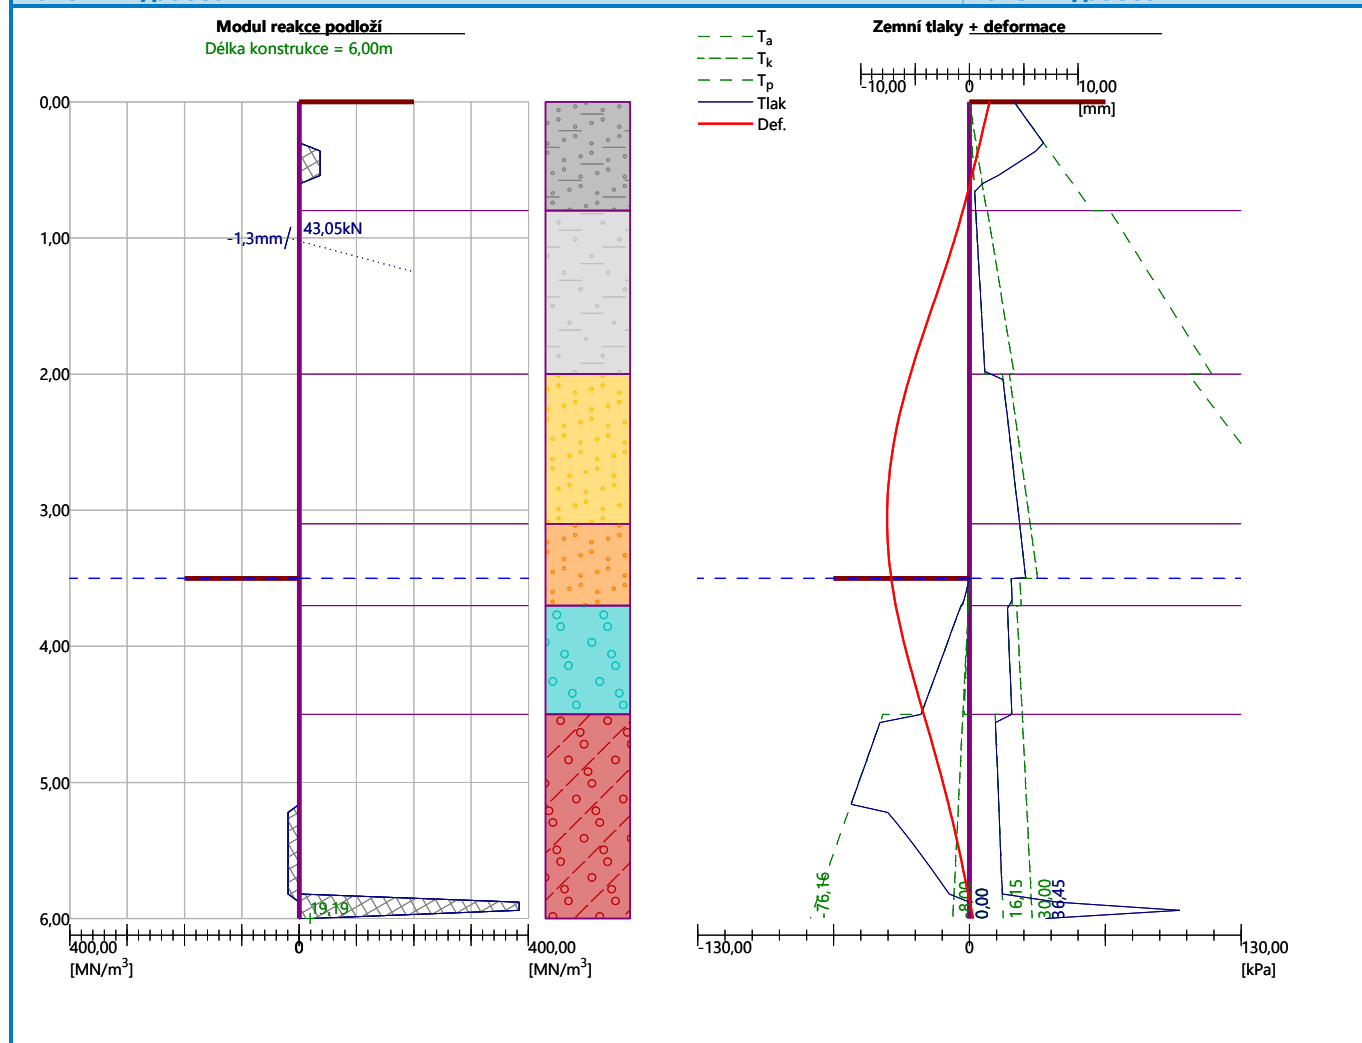 Modul reakce podloží
Délka konstrukce = 6,00m
Zemní tlaky + deformace
Ta
Tk
Tp
Tlak
Def.
-10,00 0 10,00
[mm]
0,00
1,00
2,00
3,00
4,00
5,00
6,00
-1,3mm
43,05kN
19,19
-76,16
8,00
0,00
16,15
30,00
36,45
400,00 0 400,00
[MN/m³] [MN/m³]
-130,00 0 130,00
[kPa]